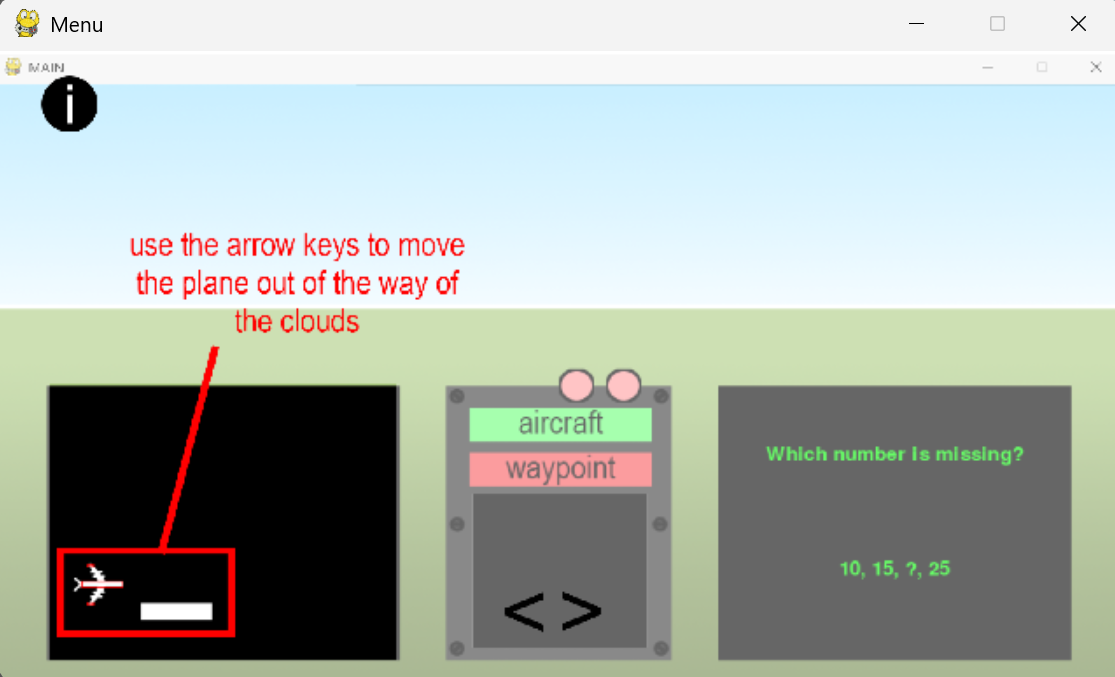 Menu
MAIN
i
use the arrow keys to move
the plane out of the way of
the clouds
aircraft
waypoint
< >
Which number is missing?
10, 15, ?, 25